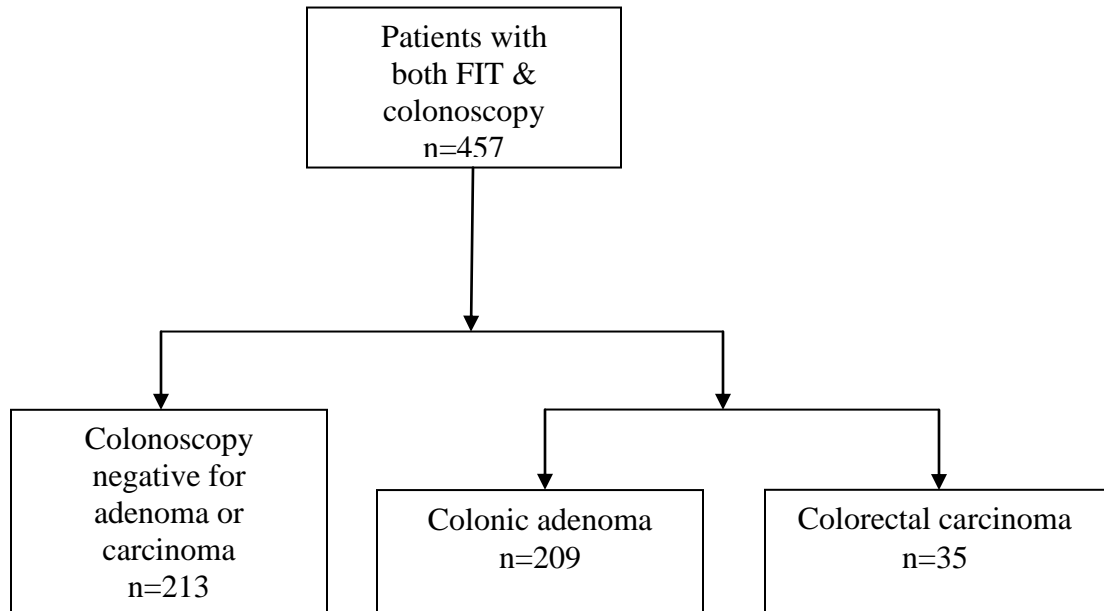 Patients with
both FIT &
colonoscopy
n=457
Colonoscopy
negative for
adenoma or
carcinoma
n=213
Colonic adenoma
n=209
Colorectal carcinoma
n=35